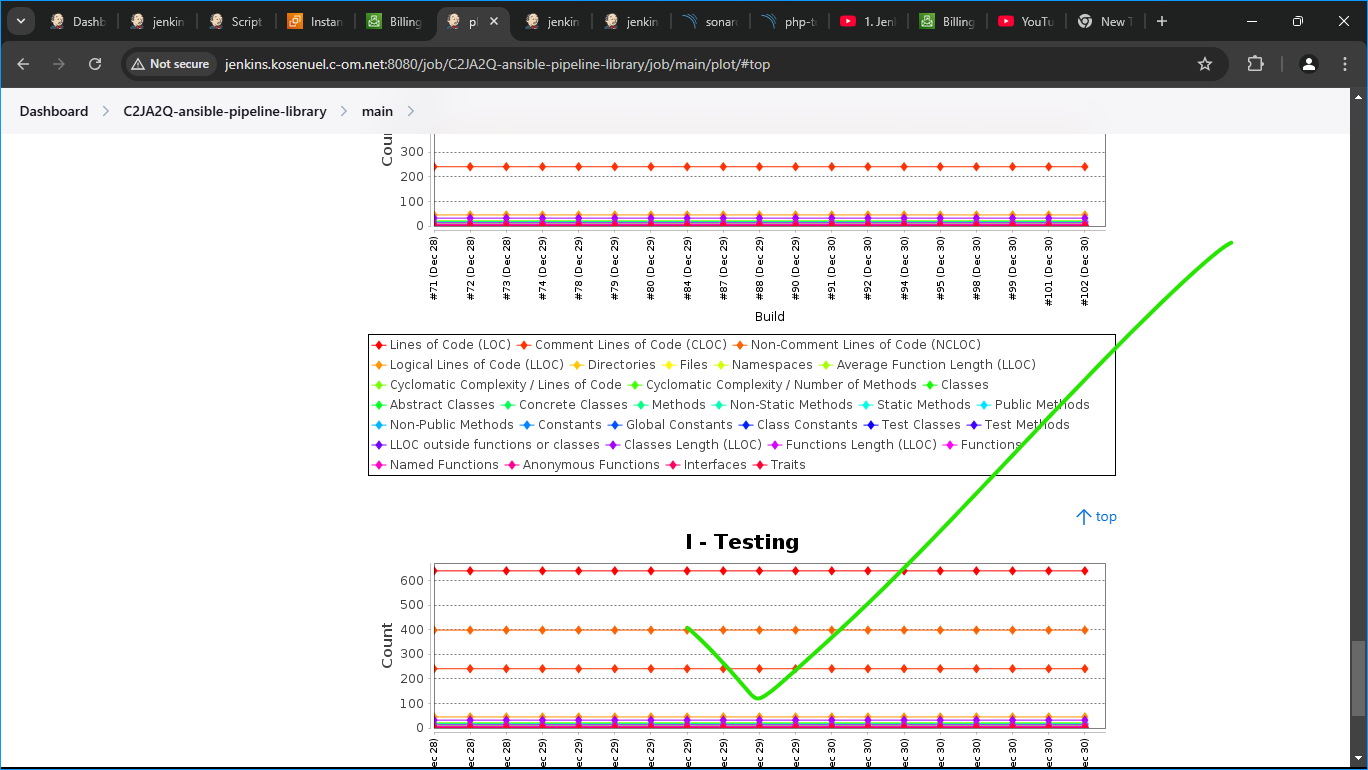 Dashb
jenkin
Script
Instan
Billing
pl
jenkin
jenkin
sonar
php-t
1. Jenl
Billing
YouTu
New T
Not secure
jenkins.kosenuel.c-om.net:8080/job/C2JA2Q-ansible-pipeline-library/job/main/plot/#top
Dashboard > C2JA2Q-ansible-pipeline-library > main >
Cou
300
200
100
0
#71 (Dec 28)
#72 (Dec 28)
#73 (Dec 28)
#74 (Dec 29)
#78 (Dec 29)
#79 (Dec 29)
#80 (Dec 29)
#84 (Dec 29)
#87 (Dec 29)
#88 (Dec 29)
#90 (Dec 29)
#91 (Dec 30)
#92 (Dec 30)
#94 (Dec 30)
#95 (Dec 30)
#98 (Dec 30)
#99 (Dec 30)
#101 (Dec 30)
#102 (Dec 30)
Build
Lines of Code (LOC) Comment Lines of Code (CLOC) Non-Comment Lines of Code (NCLOC)
Logical Lines of Code (LLOC) Directories Files Namespaces Average Function Length (LLOC)
Cyclomatic Complexity / Lines of Code Cyclomatic Complexity / Number of Methods Classes
Abstract Classes Concrete Classes Methods Non-Static Methods Static Methods Public Methods
Non-Public Methods Constants Global Constants Class Constants Test Classes Test Methods
LLOC outside functions or classes Classes Length (LLOC) Functions Length (LLOC) Functions
Named Functions Anonymous Functions Interfaces Traits
top
I - Testing
Count
600
500
400
300
200
100
0
ec 28)
ec 28)
ec 28)
ec 29)
ec 29)
ec 29)
ec 29)
ec 29)
ec 29)
ec 29)
ec 29)
ec 30)
ec 30)
ec 30)
ec 30)
ec 30)
ec 30)
ec 30)
ec 30)